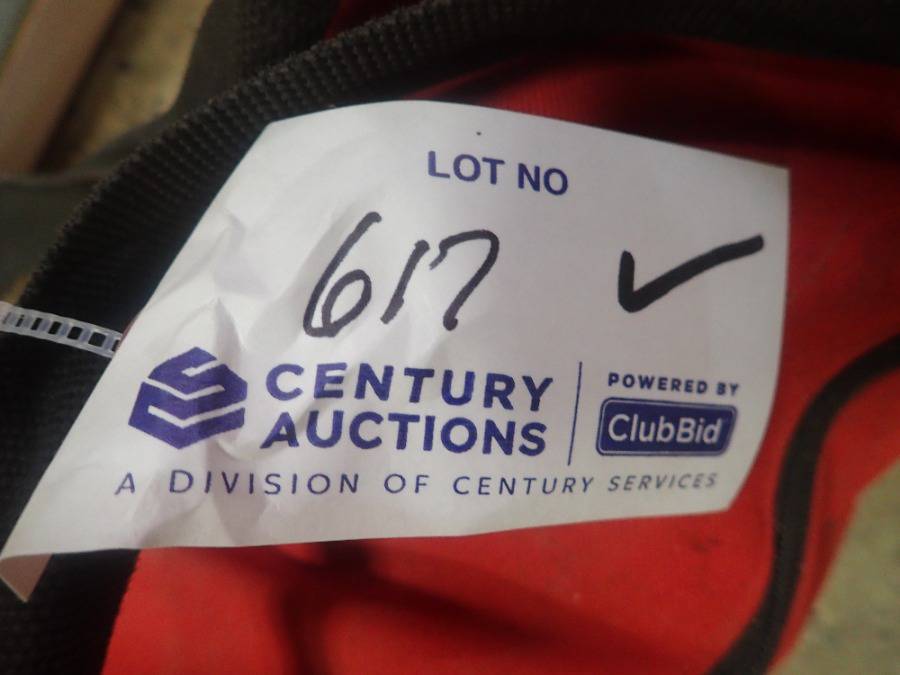 LOT NO
617 ✓
CENTURY
AUCTIONS
POWERED BY
ClubBid
A DIVISION OF CENTURY SERVICES